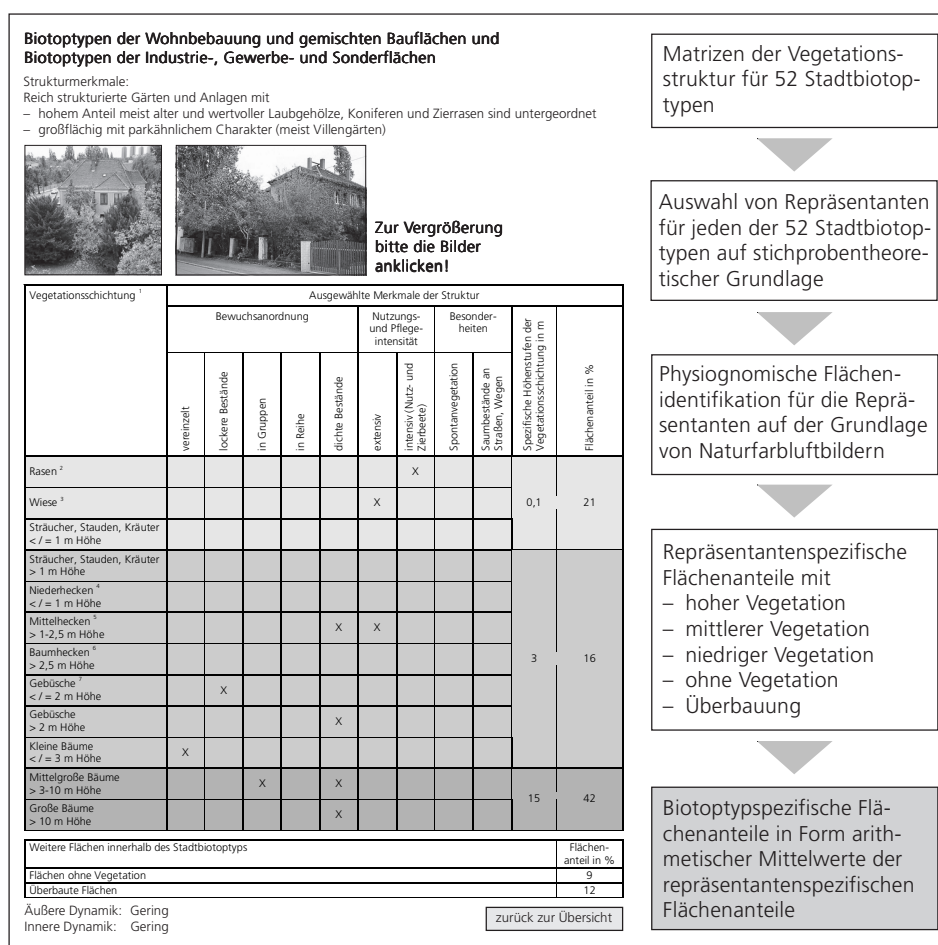 Biotoptypen der Wohnbebauung und gemischten Bauflächen und
Biotoptypen der Industrie-, Gewerbe- und Sonderflächen
Strukturmerkmale:
Reich strukturierte Gärten und Anlagen mit
– hohem Anteil meist alter und wertvoller Laubgehölze, Koniferen und Zierrasen sind untergeordnet
– großflächig mit parkähnlichem Charakter (meist Villengärten)
Zur Vergrößerung
bitte die Bilder
anklicken!
Vegetationsschichtung 1
Ausgewählte Merkmale der Struktur
Bewuchsanordnung
Nutzungs-
und Pflege-
intensität
Besonder-
heiten
vereinzelt
lockere Bestände
in Gruppen
in Reihe
dichte Bestände
extensiv
intensiv (Nutz- und
Zierbeete)
Spontanvegetation
Saumbestände an
Straßen, Wegen
Spezifische Höhenstufen der
Vegetationsschichtung in m
Flächenanteil in %
Rasen 2 X
Wiese 3 X 0,1 21
Sträucher, Stauden, Kräuter
< / = 1 m Höhe
Sträucher, Stauden, Kräuter
> 1 m Höhe
Niederhecken 4
< / = 1 m Höhe
Mittelhecken 5 X X
> 1-2,5 m Höhe
Baumhecken 6 3 16
> 2,5 m Höhe
Gebüsche 7 X
< / = 2 m Höhe
Gebüsche X
> 2 m Höhe
Kleine Bäume X
< / = 3 m Höhe
Mittelgroße Bäume X X
> 3-10 m Höhe
15 42
Große Bäume X
> 10 m Höhe
Weitere Flächen innerhalb des Stadtbiotoptyps Flächen-
anteil in %
Flächen ohne Vegetation 9
Überbaute Flächen 12
Äußere Dynamik: Gering
Innere Dynamik: Gering
zurück zur Übersicht
Matrizen der Vegetations-
struktur für 52 Stadtbiotop-
typen
Auswahl von Repräsentanten
für jeden der 52 Stadtbiotop-
typen auf stichprobentheore-
tischer Grundlage
Physiognomische Flächen-
identifikation für die Reprä-
sentanten auf der Grundlage
von Naturfarbluftbildern
Repräsentantenspezifische
Flächenanteile mit
– hoher Vegetation
– mittlerer Vegetation
– niedriger Vegetation
– ohne Vegetation
– Überbauung
Biotoptypspezifische Flä-
chenanteile in Form arith-
metischer Mittelwerte der
repräsentantenspezifischen
Flächenanteile